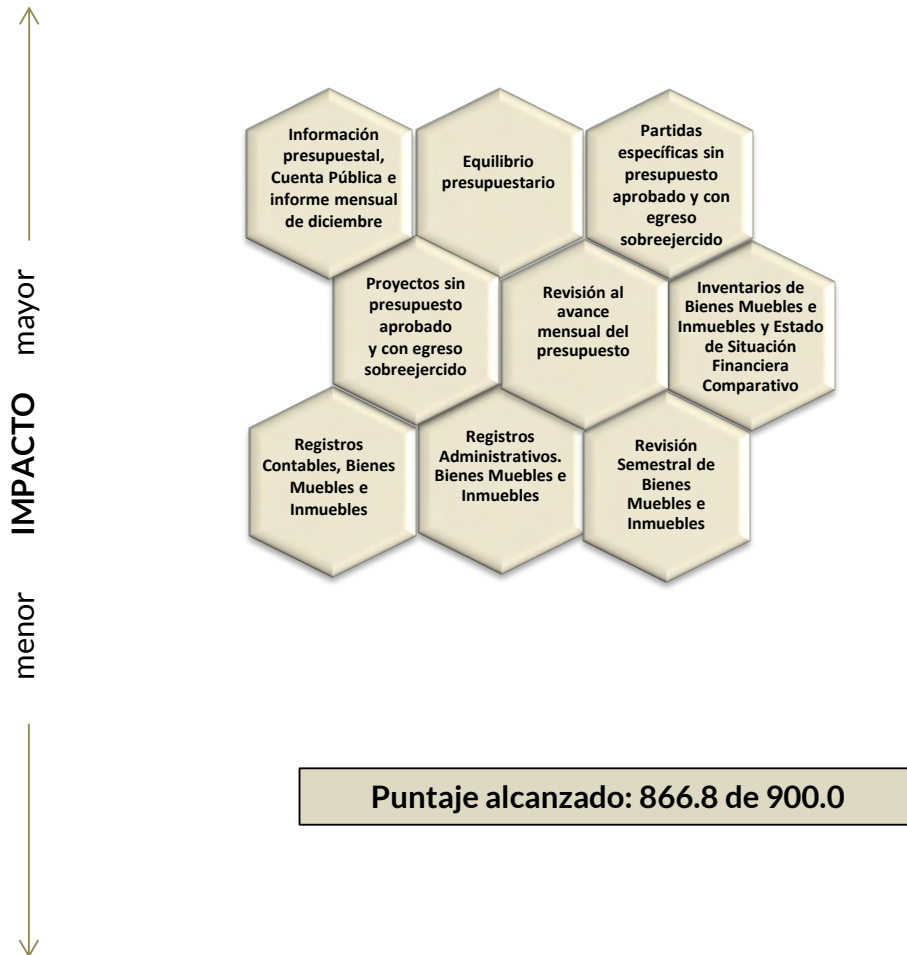 Información
presupuestal,
Cuenta Pública e
informe mensual
de diciembre
Equilibrio
presupuestario
Partidas
específicas sin
presupuesto
aprobado y con
egreso
sobreejercido
Proyectos sin
presupuesto
aprobado
y con egreso
sobreejercido
Revisión al
avance
mensual del
presupuesto
Inventarios de
Bienes Muebles e
Inmuebles y Estado
de Situación
Financiera
Comparativo
Registros
Contables, Bienes
Muebles e
Inmuebles
Registros
Administrativos.
Bienes Muebles e
Inmuebles
Revisión
Semestral de
Bienes
Muebles e
Inmuebles
menor IMPACTO mayor
Puntaje alcanzado: 866.8 de 900.0